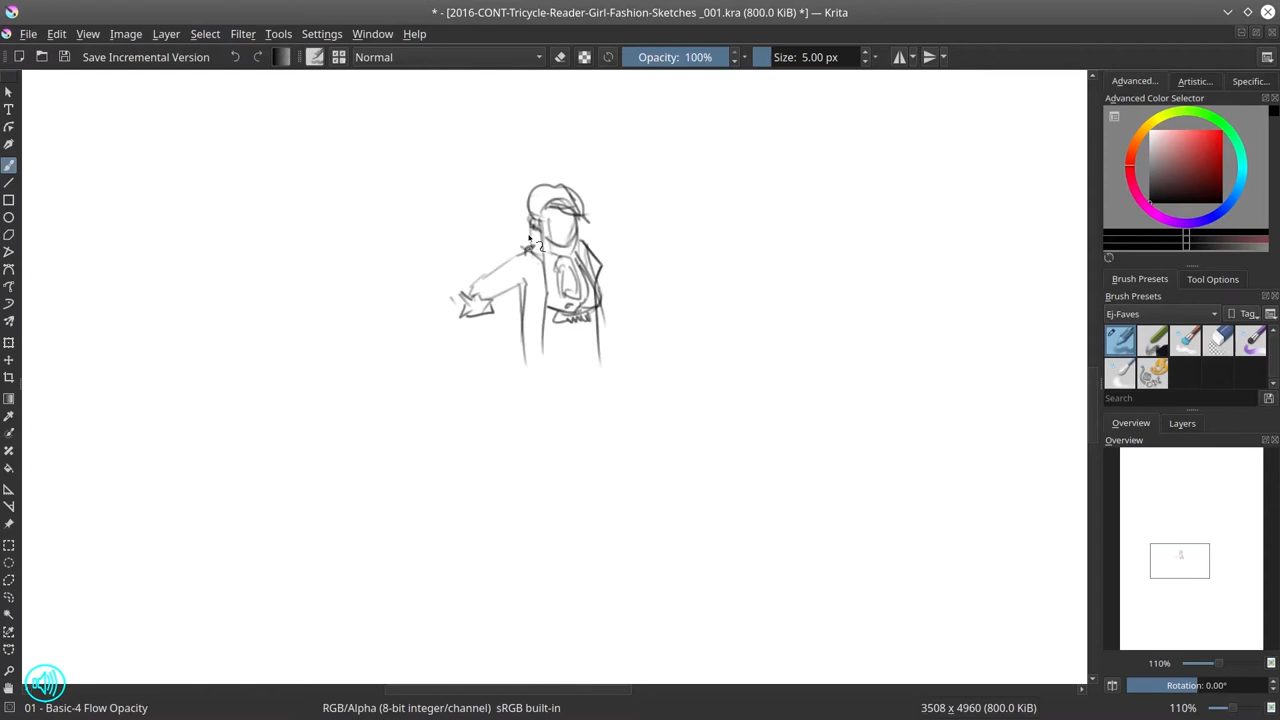 * - [2016-CONT-Tricycle-Reader-Girl-Fashion-Sketches _001.kra (800.0 KiB) *] — Krita
File Edit View Image Layer Select Filter Tools Settings Window Help
Save Incremental Version Normal Opacity: 100% Size: 5.00 px
Advanced... Artistic... Specific...
Advanced Color Selector
Brush Presets Tool Options
Brush Presets
Ej-Faves Tag
Search
Overview Layers
Overview
110%
Rotation: 0.00°
01 - Basic-4 Flow Opacity RGB/Alpha (8-bit integer/channel) sRGB built-in 3508 x 4960 (800.0 KiB) 110%